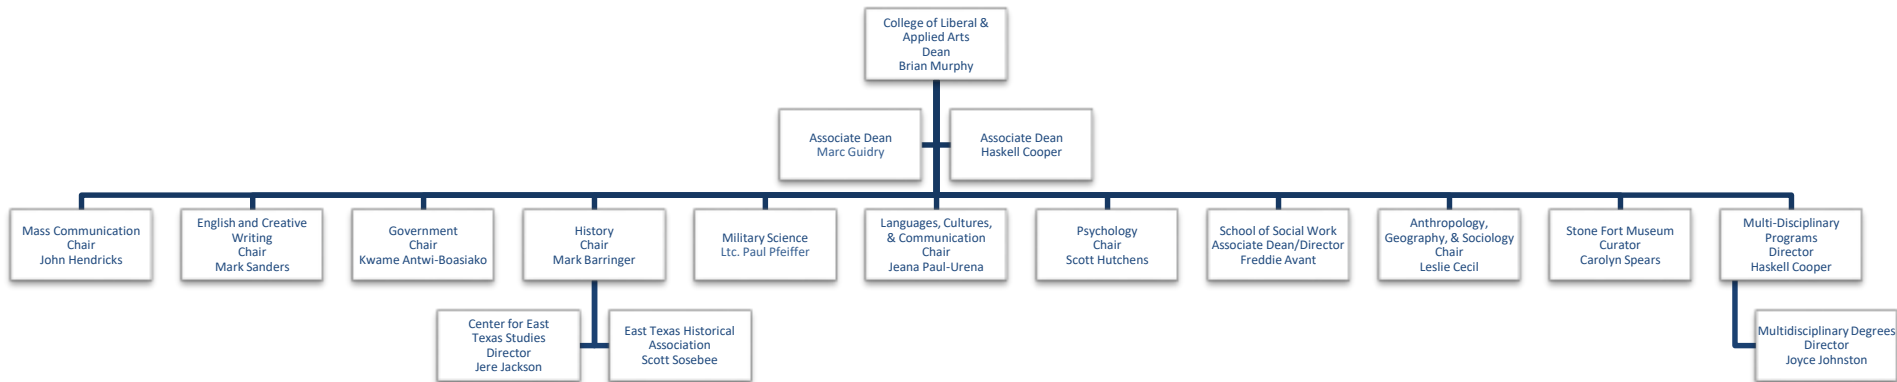 College of Liberal &
Applied Arts
Dean
Brian Murphy
Associate Dean
Marc Guidry
Associate Dean
Haskell Cooper
Mass Communication
Chair
John Hendricks
English and Creative
Writing
Chair
Mark Sanders
Government
Chair
Kwame Antwi-Boasiako
History
Chair
Mark Barringer
Military Science
Ltc. Paul Pfeiffer
Languages, Cultures,
& Communication
Chair
Jeana Paul-Urena
Psychology
Chair
Scott Hutchens
School of Social Work
Associate Dean/Director
Freddie Avant
Anthropology,
Geography, & Sociology
Chair
Leslie Cecil
Stone Fort Museum
Curator
Carolyn Spears
Multi-Disciplinary
Programs
Director
Haskell Cooper
Center for East
Texas Studies
Director
Jere Jackson
East Texas Historical
Association
Scott Sosebee
Multidisciplinary Degrees
Director
Joyce Johnston